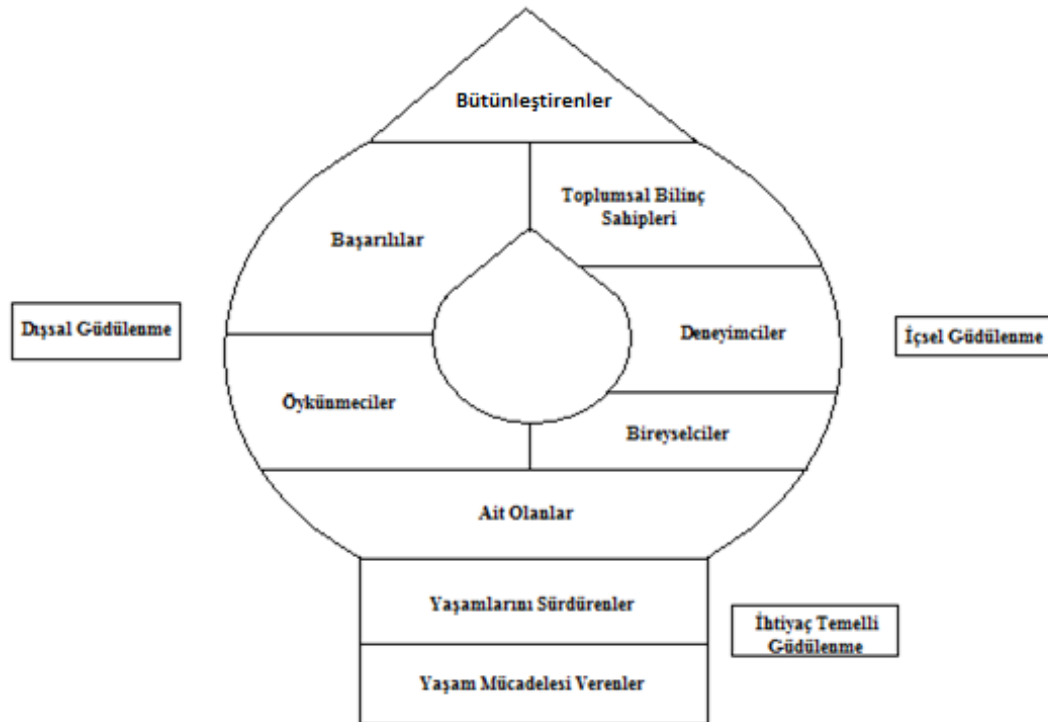 Bütünleştirenler
Toplumsal Bilinç
Sahipleri
Başarılılar
Dışsal Güdülenme
Deneyimciler
İçsel Güdülenme
Öykünmeciler
Bireyselciler
Ait Olanlar
Yaşamlarını Sürdürenler
İhtiyaç Temelli
Güdülenme
Yaşam Mücadelesi Verenler